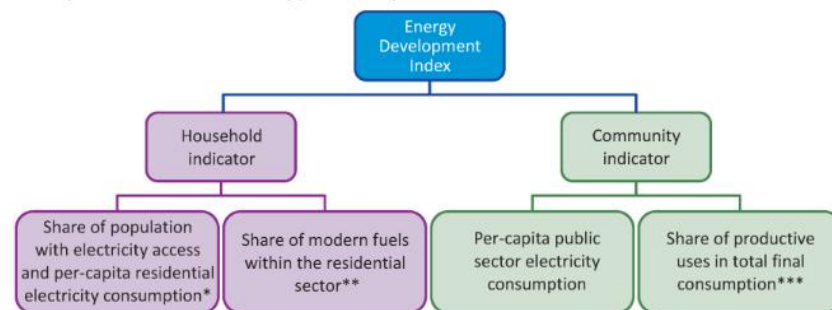 Energy
Development
Index
Household
indicator
Community
indicator
Share of population
with electricity access
and per-capita residential
electricity consumption*
Share of modern fuels
within the residential
sector**
Per-capita public
sector electricity
consumption
Share of productive
uses in total final
consumption***